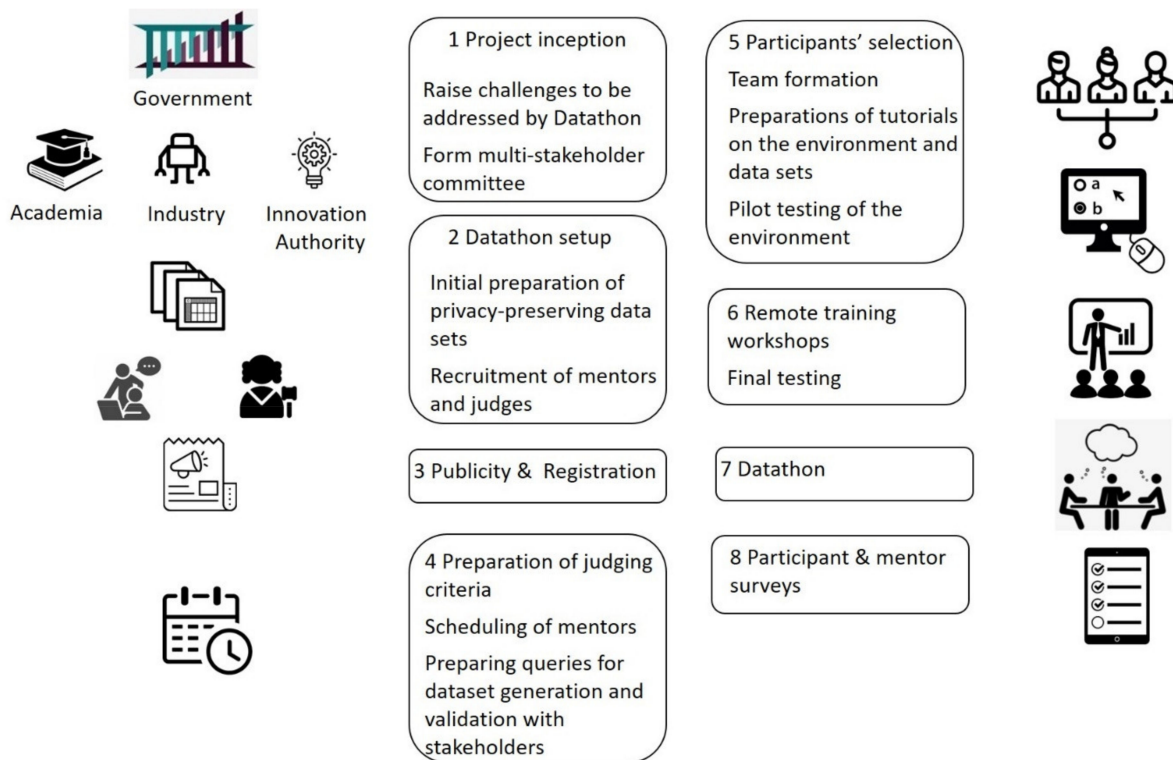 Government
Academia
Industry
Innovation
Authority
1 Project inception
Raise challenges to be
addressed by Datathon
Form multi-stakeholder
committee
2 Datathon setup
Initial preparation of
privacy-preserving data
sets
Recruitment of mentors
and judges
3 Publicity &  Registration
4 Preparation of judging
criteria
Scheduling of mentors
Preparing queries for
dataset generation and
validation with
stakeholders
5 Participants’ selection
Team formation
Preparations of tutorials
on the environment and
data sets
Pilot testing of the
environment
6 Remote training
workshops
Final testing
7 Datathon
8 Participant & mentor
surveys
a
b